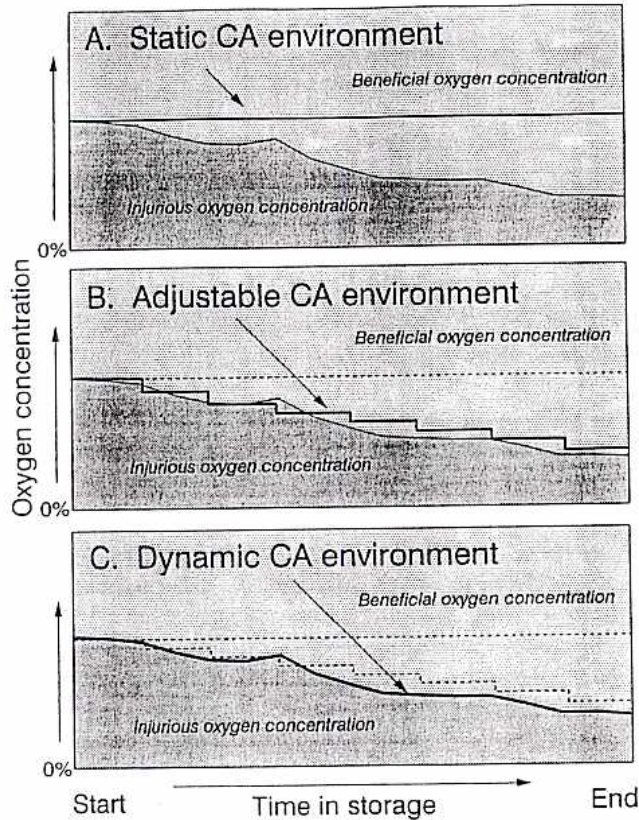 A. Static CA environment
Beneficial oxygen concentration
Injurious oxygen concentration
0%
B. Adjustable CA environment
Beneficial oxygen concentration
Injurious oxygen concentration
0%
C. Dynamic CA environment
Beneficial oxygen concentration
Injurious oxygen concentration
0%
Oxygen concentration
Start
Time in storage
End